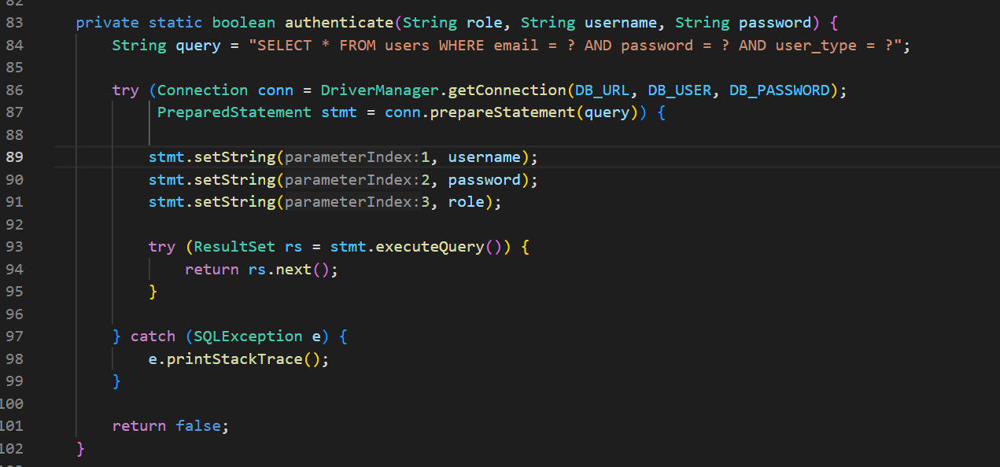 82
83 private static boolean authenticate(String role, String username, String password) {
84 String query = "SELECT * FROM users WHERE email = ? AND password = ? AND user_type = ?";
85
86 try (Connection conn = DriverManager.getConnection(DB_URL, DB_USER, DB_PASSWORD);
87 PreparedStatement stmt = conn.prepareStatement(query)) {
88
89 stmt.setString(parameterIndex:1, username);
90 stmt.setString(parameterIndex:2, password);
91 stmt.setString(parameterIndex:3, role);
92
93 try (ResultSet rs = stmt.executeQuery()) {
94 return rs.next();
95 }
96
97 } catch (SQLException e) {
98 e.printStackTrace();
99 }
100
101 return false;
102 }